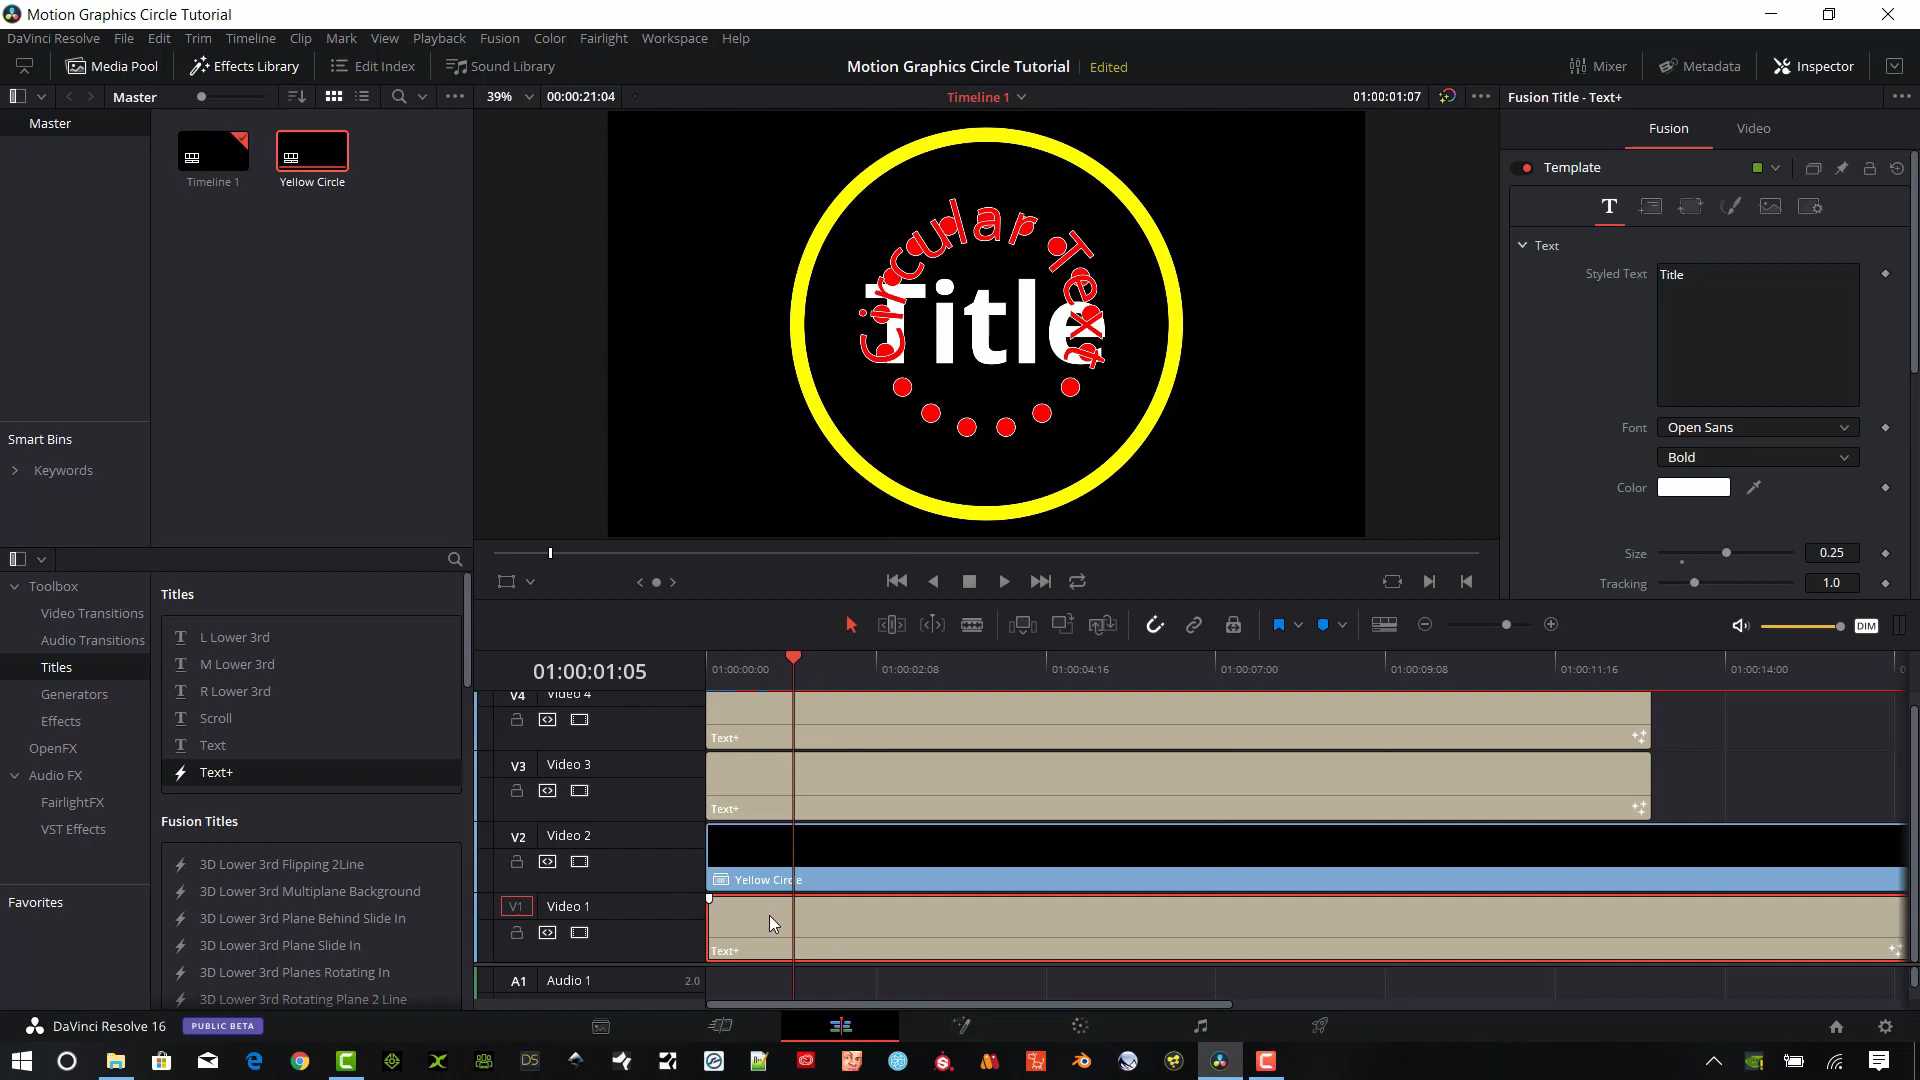 Motion Graphics Circle Tutorial
DaVinci Resolve File Edit Trim Timeline Clip Mark View Playback Fusion Color Fairlight Workspace Help
Media Pool Effects Library Edit Index Sound Library Motion Graphics Circle Tutorial Edited Mixer Metadata Inspector
Master 39% 00:00:21:04 Timeline 1 01:00:01:07 Fusion Title - Text+
Master
Timeline 1 Yellow Circle
Fusion Video
Template
Circular Text
Title
T
Text
Styled Text Title
Font Open Sans
Bold
Color
Size 0.25
Tracking 1.0
Smart Bins
Keywords
Toolbox
Video Transitions
Audio Transitions
Titles
Generators
Effects
OpenFX
Audio FX
FairlightFX
VST Effects
Favorites
Titles
T L Lower 3rd
T M Lower 3rd
T R Lower 3rd
T Scroll
T Text
Text+
Fusion Titles
3D Lower 3rd Flipping 2Line
3D Lower 3rd Multiplane Background
3D Lower 3rd Plane Behind Slide In
3D Lower 3rd Plane Slide In
3D Lower 3rd Planes Rotating In
3D Lower 3rd Rotating Plane 2 Line
DIM
01:00:01:05 01:00:00:00 01:00:02:08 01:00:04:16 01:00:07:00 01:00:09:08 01:00:11:16 01:00:14:00
V4 Video 4
Text+
V3 Video 3
Text+
V2 Video 2
Yellow Circle
V1 Video 1
Text+
A1 Audio 1 2.0
DaVinci Resolve 16 PUBLIC BETA
DS